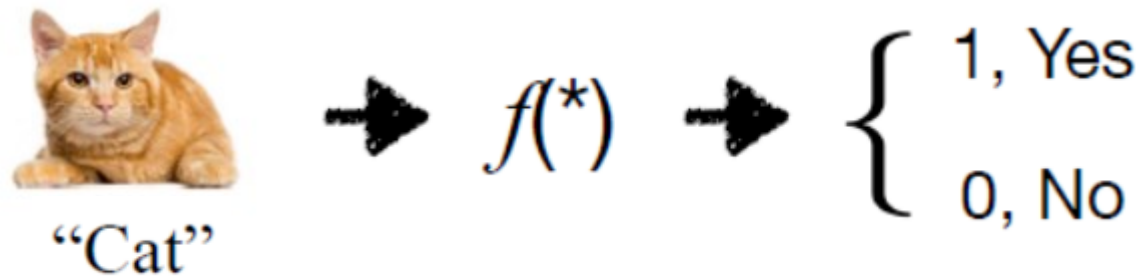 “Cat”
f(*)
1, Yes
0, No